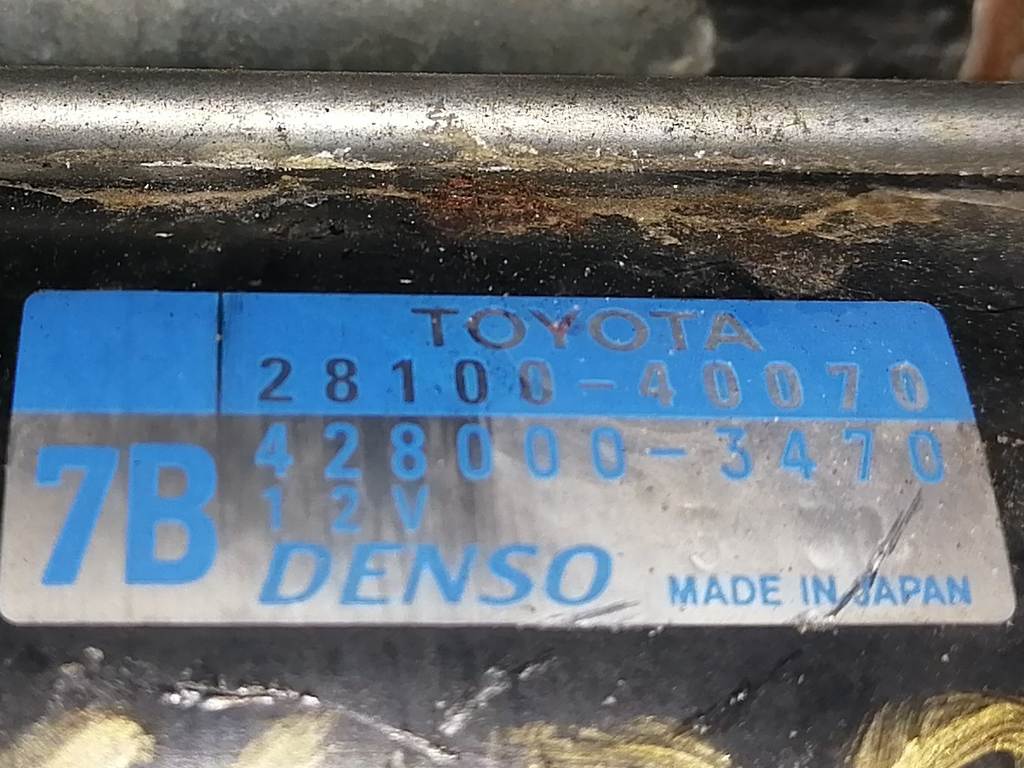 TOYOTA
28100-40070
7B
428000-3470
12V
DENSO
MADE IN JAPAN